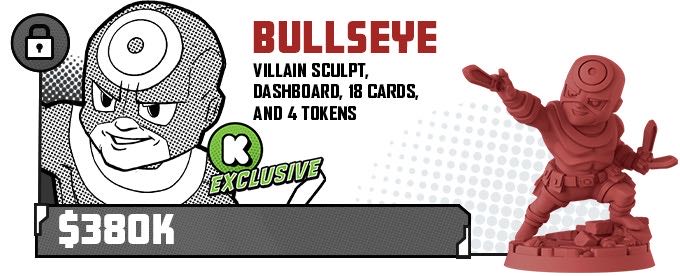 BULLSEYE
VILLAIN SCULPT,
DASHBOARD, 18 CARDS,
AND 4 TOKENS
K
EXCLUSIVE
$380K